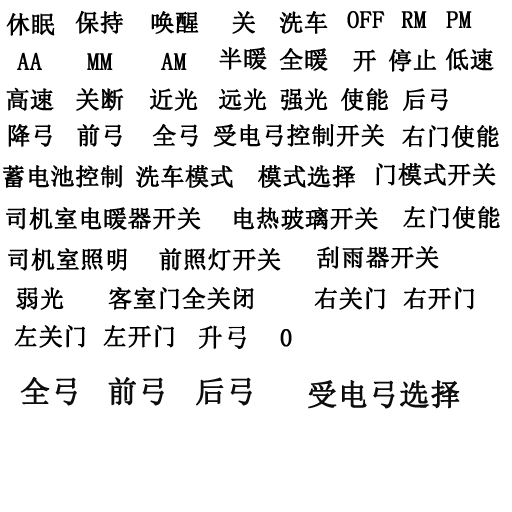 休眠 保持 唤醒 关 洗车 OFF RM PM
AA MM AM 半暖 全暖 开 停止 低速
高速 关断 近光 远光 强光 使能 后弓
降弓 前弓 全弓 受电弓控制开关 右门使能
蓄电池控制 洗车模式 模式选择 门模式开关
司机室电暖器开关 电热玻璃开关 左门使能
司机室照明 前照灯开关 刮雨器开关
弱光 客室门全关闭 右关门 右开门
左关门 左开门 升弓 0
全弓 前弓 后弓 受电弓选择